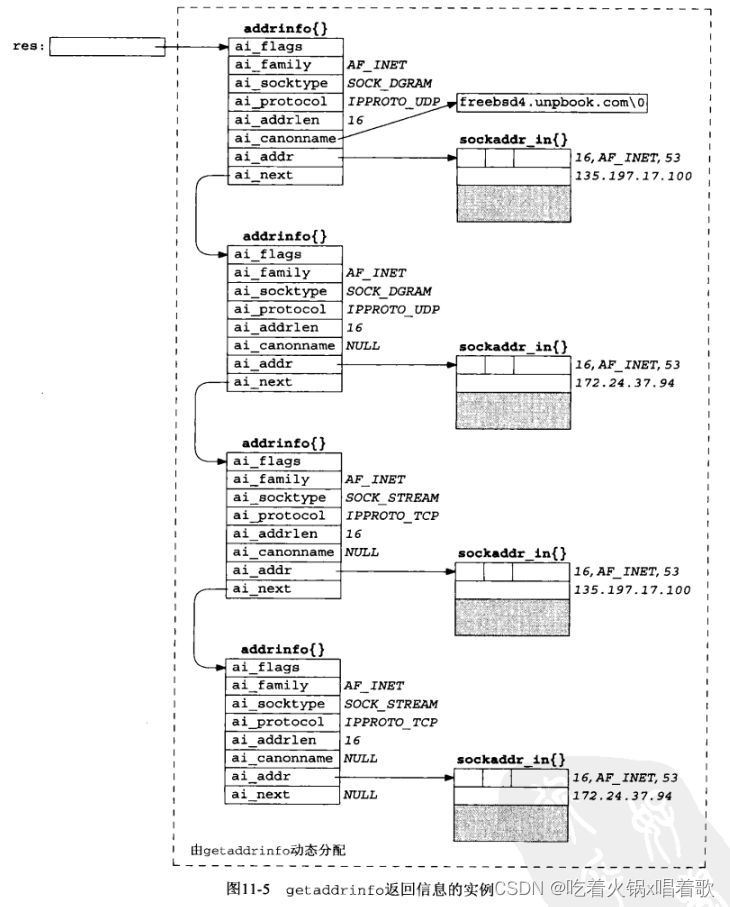 addrinfo{}
res:
ai_flags
ai_family AF_INET
ai_socktype SOCK_DGRAM
ai_protocol IPPROTO_UDP
ai_addrlen 16
ai_canonname
ai_addr
ai_next
freebsd4.unpbook.com\0
sockaddr_in{}
16,AF_INET,53
135.197.17.100
addrinfo{}
ai_flags
ai_family AF_INET
ai_socktype SOCK_DGRAM
ai_protocol IPPROTO_UDP
ai_addrlen 16
ai_canonname NULL
ai_addr
ai_next
sockaddr_in{}
16,AF_INET,53
172.24.37.94
addrinfo{}
ai_flags
ai_family AF_INET
ai_socktype SOCK_STREAM
ai_protocol IPPROTO_TCP
ai_addrlen 16
ai_canonname NULL
ai_addr
ai_next
sockaddr_in{}
16,AF_INET,53
135.197.17.100
addrinfo{}
ai_flags
ai_family AF_INET
ai_socktype SOCK_STREAM
ai_protocol IPPROTO_TCP
ai_addrlen 16
ai_canonname NULL
ai_addr
ai_next NULL
sockaddr_in{}
16,AF_INET,53
172.24.37.94
由getaddrinfo动态分配
图11-5 getaddrinfo返回信息的实例
CSDN @吃着火锅x唱着歌